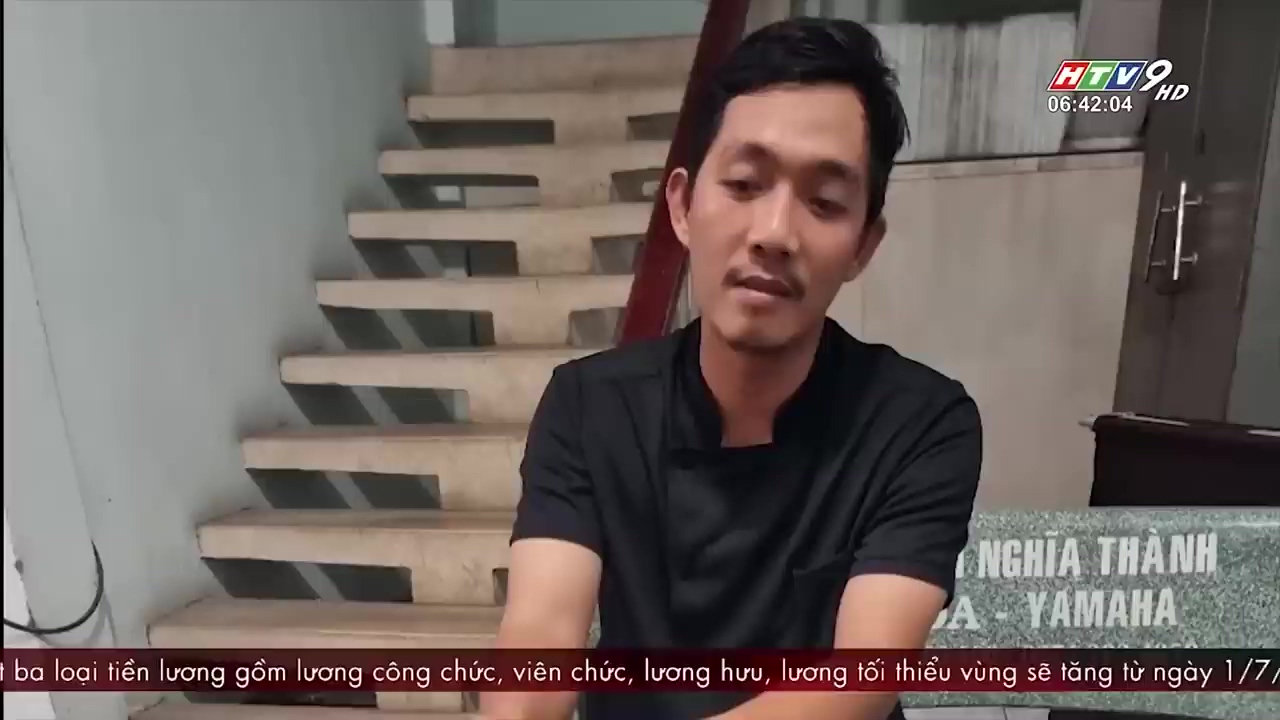 HTV9 HD
06:42:04
NGHĨA THÀNH
- YAMAHA
ba loại tiền lương gồm lương công chức, viên chức, lương hưu, lương tối thiểu vùng sẽ tăng từ ngày 1/7/